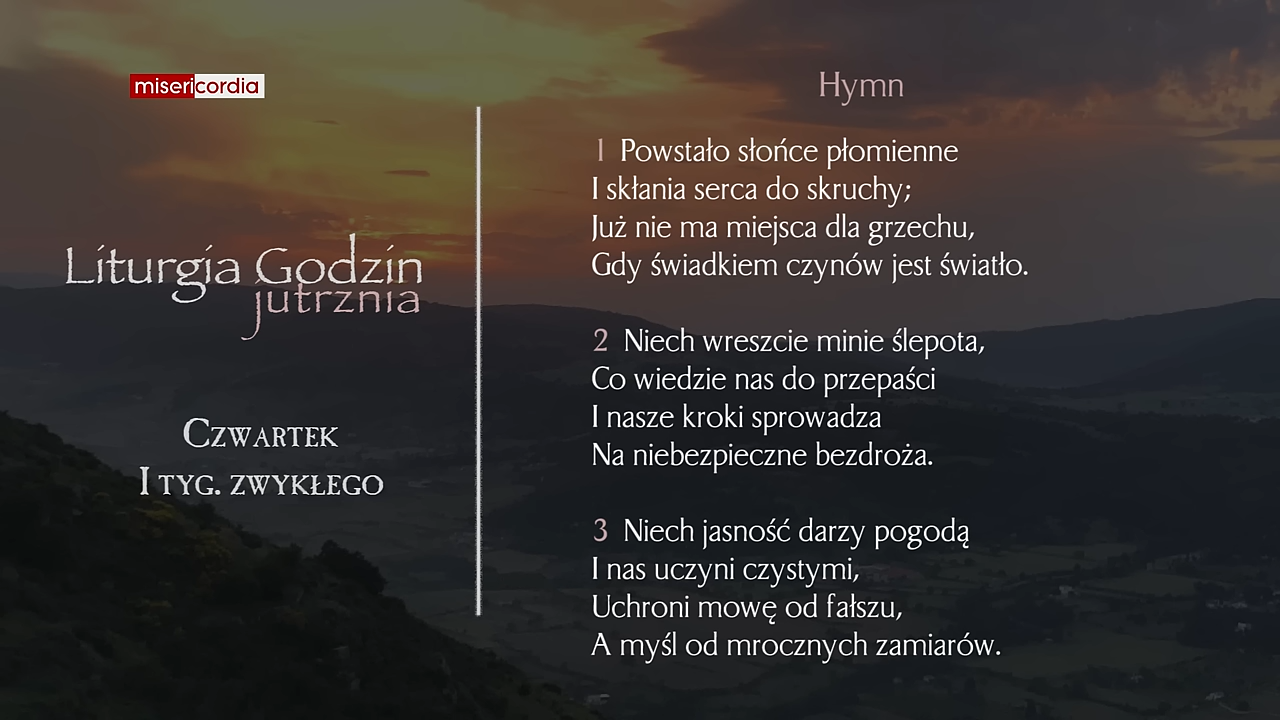 misericordia
Liturgia Godzin
jutrznia
Czwartek
I tyg. zwykłego
Hymn
1 Powstało słońce płomienne
I skłania serca do skruchy;
Już nie ma miejsca dla grzechu,
Gdy świadkiem czynów jest światło.
2 Niech wreszcie minie ślepota,
Co wiedzie nas do przepaści
I nasze kroki sprowadza
Na niebezpieczne bezdroża.
3 Niech jasność darzy pogodą
I nas uczyni czystymi,
Uchroni mowę od fałszu,
A myśl od mrocznych zamiarów.